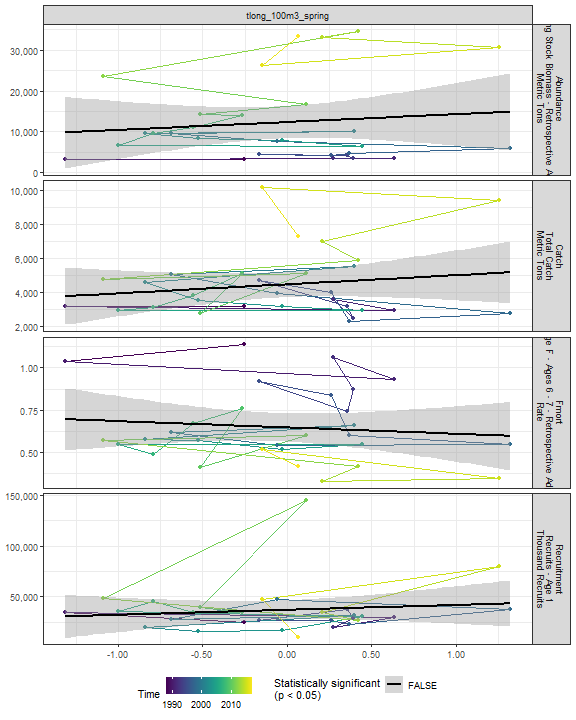 tlong_100m3_spring
30,000
20,000
10,000
0
Abundance
ng Stock Biomass - Retrospective A
Metric Tons
10,000
8,000
6,000
4,000
2,000
Catch
Total Catch
Metric Tons
1.00
0.75
0.50
Fmort
e F - Ages 6 - 7 - Retrospective Ad
Rate
150,000
100,000
50,000
Recruitment
Recruits - Age 1
Thousand Recruits
-1.00 -0.50 0.00 0.50 1.00
Time
1990 2000 2010
Statistically significant
(p < 0.05)
FALSE